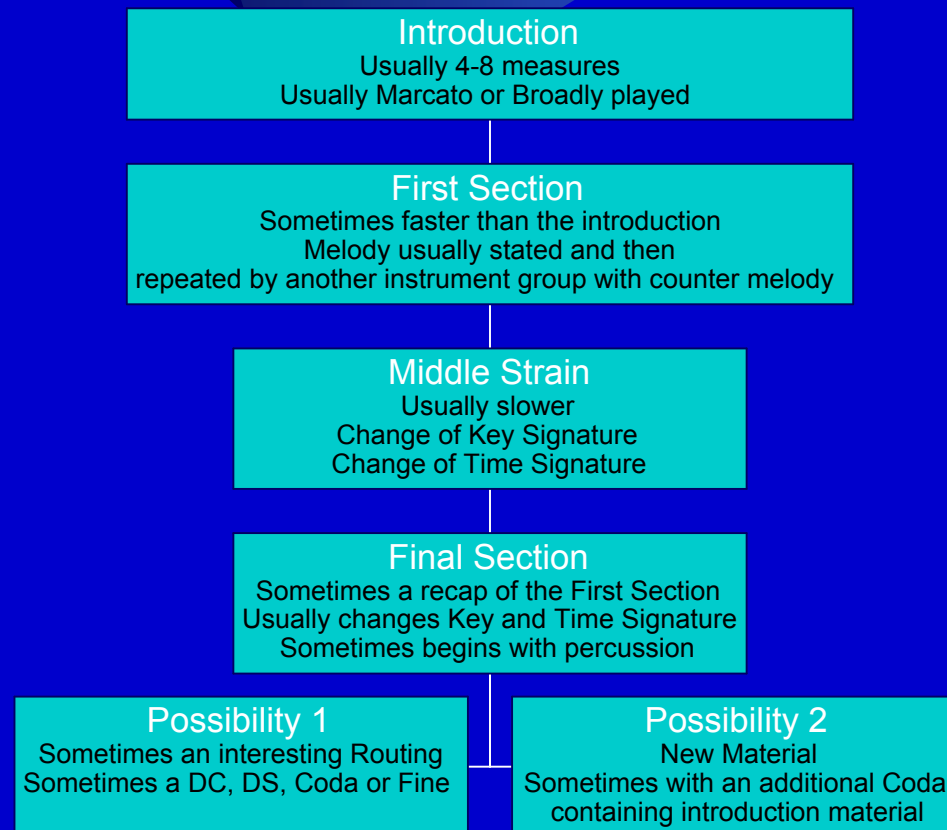 Introduction
Usually 4-8 measures
Usually Marcato or Broadly played
First Section
Sometimes faster than the introduction
Melody usually stated and then
repeated by another instrument group with counter melody
Middle Strain
Usually slower
Change of Key Signature
Change of Time Signature
Final Section
Sometimes a recap of the First Section
Usually changes Key and Time Signature
Sometimes begins with percussion
Possibility 1
Sometimes an interesting Routing
Sometimes a DC, DS, Coda or Fine
Possibility 2
New Material
Sometimes with an additional Coda
containing introduction material